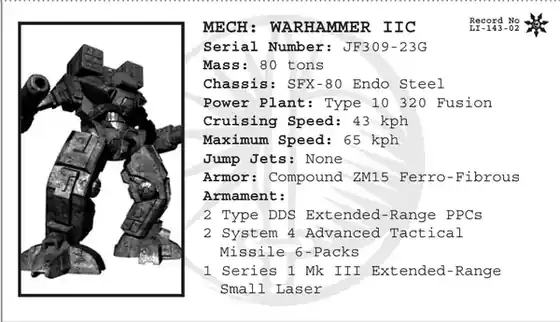 MECH: WARHAMMER IIC
Record No
LI-143-02
Serial Number: JF309-23G
Mass: 80 tons
Chassis: SFX-80 Endo Steel
Power Plant: Type 10 320 Fusion
Cruising Speed: 43 kph
Maximum Speed: 65 kph
Jump Jets: None
Armor: Compound ZM15 Ferro-Fibrous
Armament:
2 Type DDS Extended-Range PPCs
2 System 4 Advanced Tactical
Missile 6-Packs
1 Series 1 Mk III Extended-Range
Small Laser